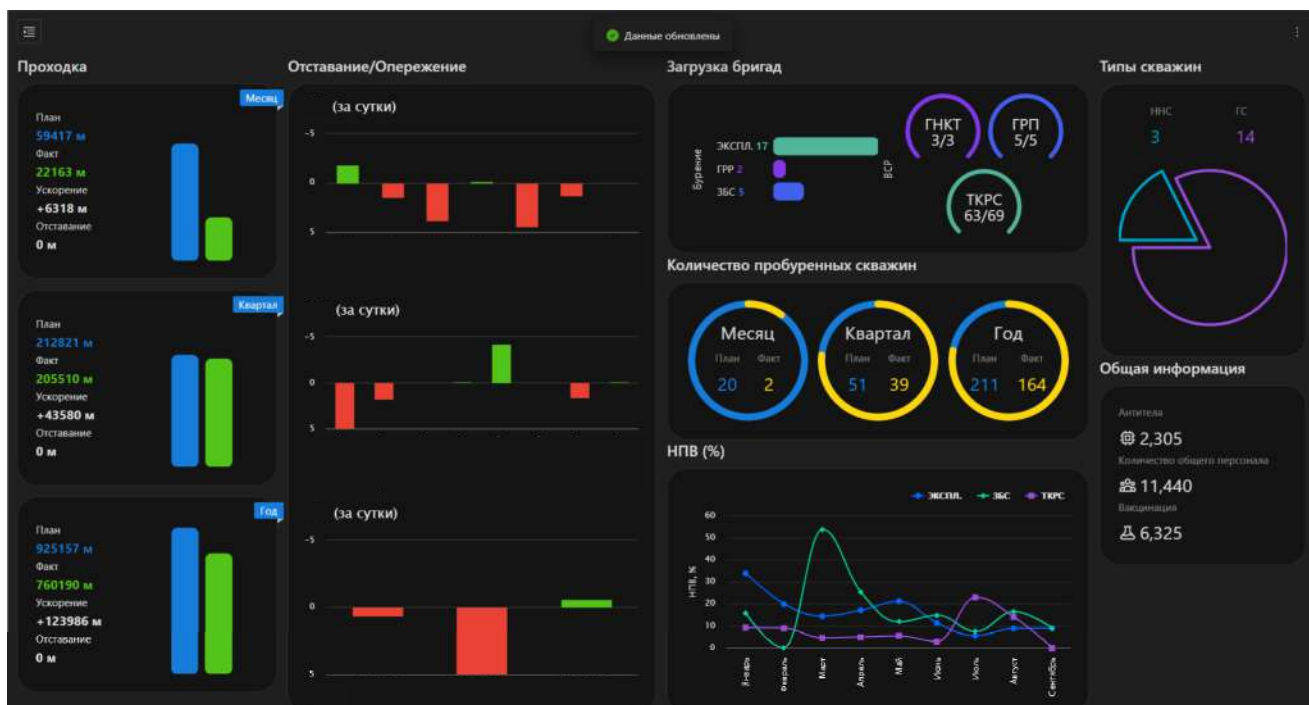 Данные обновлены
Проходка
Месяц
План
59417 м
Факт
22163 м
Ускорение
+6318 м
Отставание
0 м
Квартал
План
212821 м
Факт
205510 м
Ускорение
+43580 м
Отставание
0 м
Год
План
925157 м
Факт
760190 м
Ускорение
+123986 м
Отставание
0 м
Отставание/Опережение
(за сутки)
-5
0
5
(за сутки)
-5
0
5
(за сутки)
-5
0
5
Загрузка бригад
Бурение
ЭКСПЛ. 17
ГРР 2
ЗБС 5
ВСР
ГНКТ
3/3
ГРП
5/5
ТКРС
63/69
Количество пробуренных скважин
Месяц
План Факт
20 2
Квартал
План Факт
51 39
Год
План Факт
211 164
НПВ (%)
ЭКСПЛ. ЗБС ТКРС
НПВ, %
60
50
40
30
20
10
0
Январь
Февраль
Март
Апрель
Май
Июнь
Июль
Август
Сентябрь
Типы скважин
ННС ГС
3 14
Общая информация
Антитела
2,305
Количество общего персонала
11,440
Вакцинация
6,325